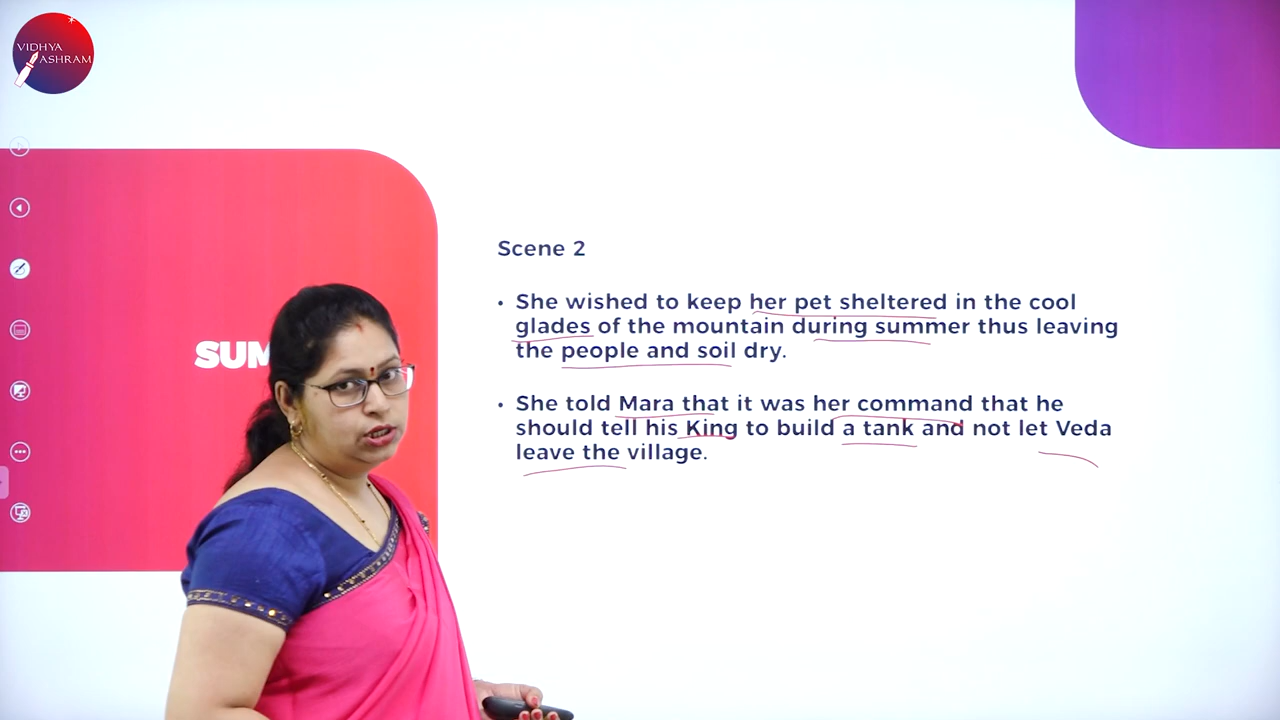 VIDHYA
ASHRAM
SUM
Scene 2
• She wished to keep her pet sheltered in the cool
glades of the mountain during summer thus leaving
the people and soil dry.
• She told Mara that it was her command that he
should tell his King to build a tank and not let Veda
leave the village.